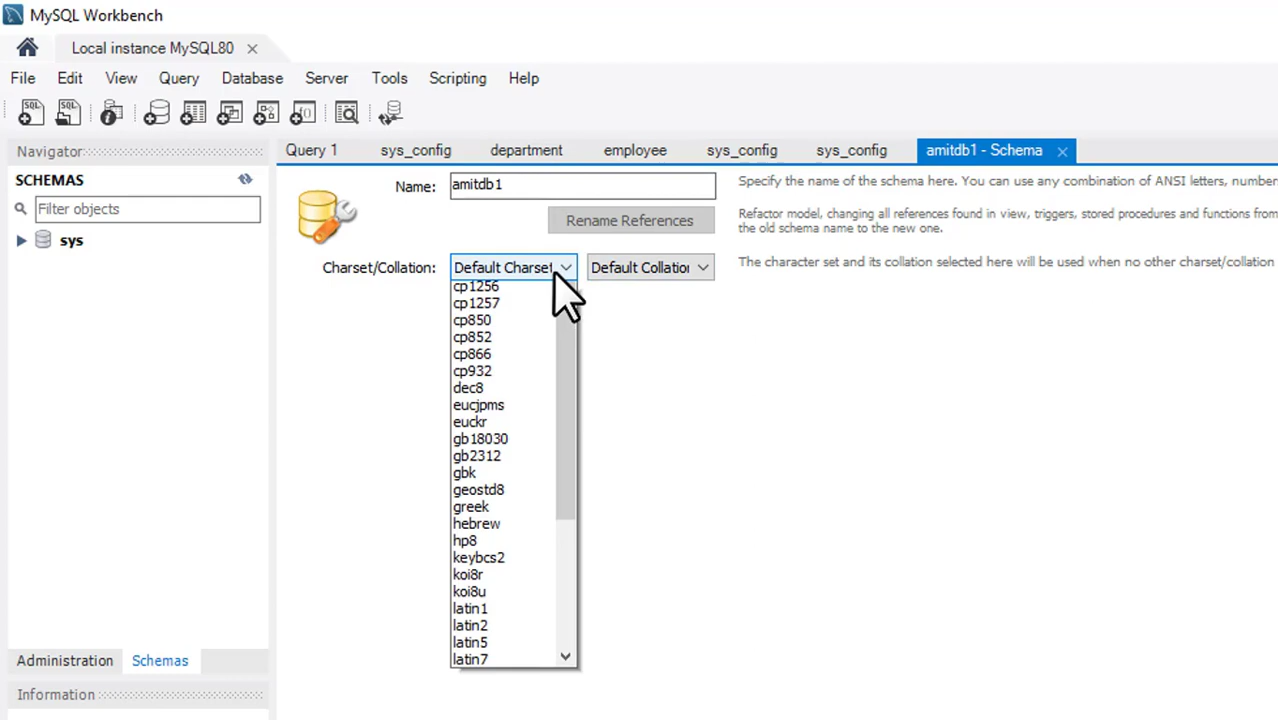 MySQL Workbench
Local instance MySQL80
File Edit View Query Database Server Tools Scripting Help
SQL SQL
Navigator
SCHEMAS
Filter objects
sys
Administration Schemas
Information
Query 1 sys_config department employee sys_config sys_config amitdb1 - Schema
Name: amitdb1
Specify the name of the schema here. You can use any combination of ANSI letters, number
Rename References
Refactor model, changing all references found in view, triggers, stored procedures and functions from
the old schema name to the new one.
Charset/Collation: Default Charset Default Collation
The character set and its collation selected here will be used when no other charset/collation
cp1256
cp1257
cp850
cp852
cp866
cp932
dec8
eucjpms
euckr
gb18030
gb2312
gbk
geostd8
greek
hebrew
hp8
keybcs2
koi8r
koi8u
latin1
latin2
latin5
latin7